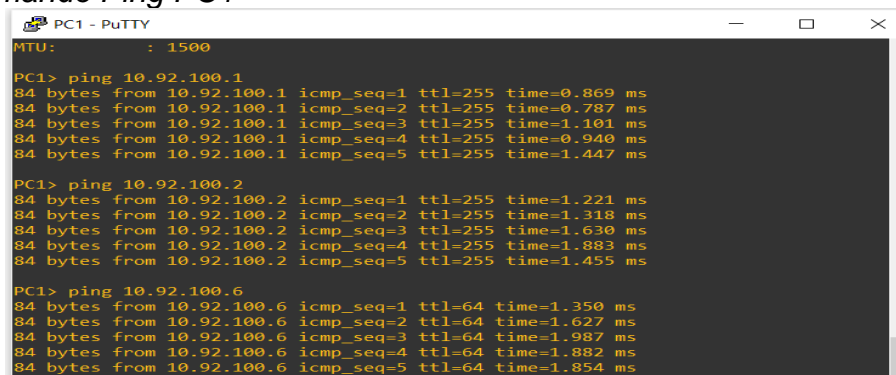 PC1 - PuTTY
MTU: : 1500
PC1> ping 10.92.100.1
84 bytes from 10.92.100.1 icmp_seq=1 ttl=255 time=0.869 ms
84 bytes from 10.92.100.1 icmp_seq=2 ttl=255 time=0.787 ms
84 bytes from 10.92.100.1 icmp_seq=3 ttl=255 time=1.101 ms
84 bytes from 10.92.100.1 icmp_seq=4 ttl=255 time=0.940 ms
84 bytes from 10.92.100.1 icmp_seq=5 ttl=255 time=1.447 ms
PC1> ping 10.92.100.2
84 bytes from 10.92.100.2 icmp_seq=1 ttl=255 time=1.221 ms
84 bytes from 10.92.100.2 icmp_seq=2 ttl=255 time=1.318 ms
84 bytes from 10.92.100.2 icmp_seq=3 ttl=255 time=1.630 ms
84 bytes from 10.92.100.2 icmp_seq=4 ttl=255 time=1.883 ms
84 bytes from 10.92.100.2 icmp_seq=5 ttl=255 time=1.455 ms
PC1> ping 10.92.100.6
84 bytes from 10.92.100.6 icmp_seq=1 ttl=64 time=1.350 ms
84 bytes from 10.92.100.6 icmp_seq=2 ttl=64 time=1.627 ms
84 bytes from 10.92.100.6 icmp_seq=3 ttl=64 time=1.987 ms
84 bytes from 10.92.100.6 icmp_seq=4 ttl=64 time=1.882 ms
84 bytes from 10.92.100.6 icmp_seq=5 ttl=64 time=1.854 ms